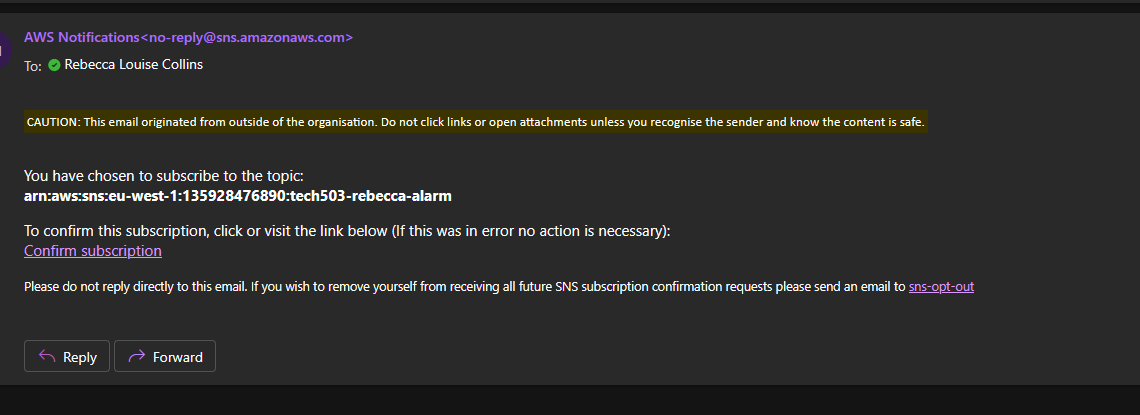 AWS Notifications<no-reply@sns.amazonaws.com>
To: Rebecca Louise Collins
CAUTION: This email originated from outside of the organisation. Do not click links or open attachments unless you recognise the sender and know the content is safe.
You have chosen to subscribe to the topic:
arn:aws:sns:eu-west-1:135928476890:tech503-rebecca-alarm
To confirm this subscription, click or visit the link below (If this was in error no action is necessary):
Confirm subscription
Please do not reply directly to this email. If you wish to remove yourself from receiving all future SNS subscription confirmation requests please send an email to sns-opt-out
Reply Forward